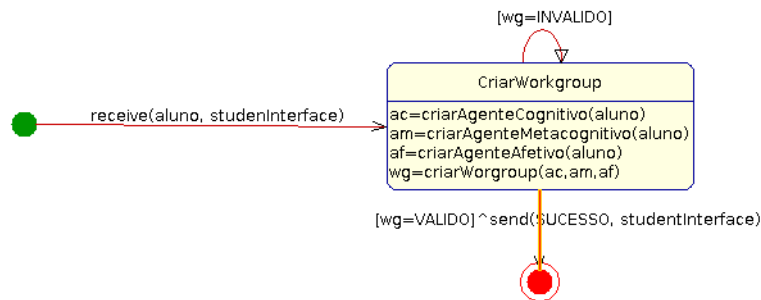 [wg=INVALIDO]
CriarWorkgroup
receive(aluno, studenInterface)
ac=criarAgenteCognitivo(aluno)
am=criarAgenteMetacognitivo(aluno)
af=criarAgenteAfetivo(aluno)
wg=criarWorgroup(ac,am,af)
[wg=VALIDO]^send(SUCESSO, studentInterface)